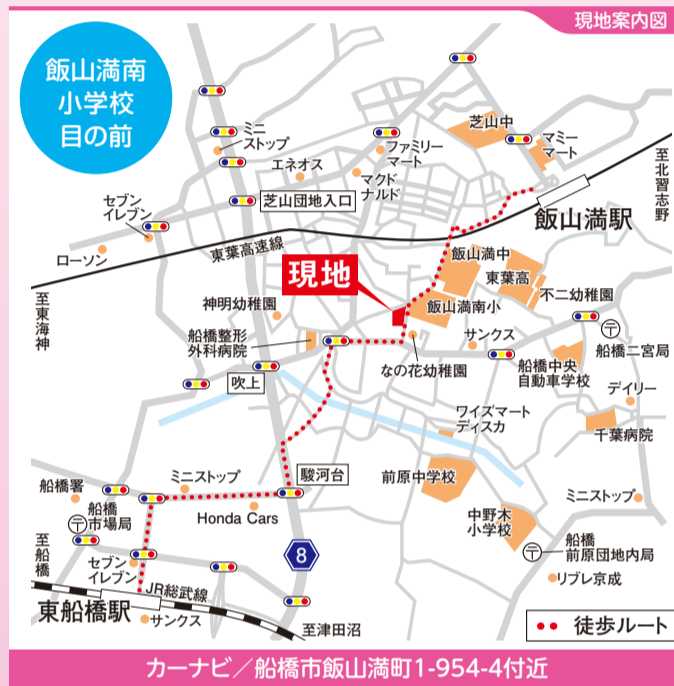 現地案内図
飯山満南
小学校
目の前
ミニ
ストップ
エネオス
ファミリー
マート
マクド
ナルド
芝山中
マミー
マート
至北習志野
飯山満駅
芝山団地入口
セブン
イレブン
ローソン
東葉高速線
至東海神
現地
飯山満中
東葉高
飯山満南小
不二幼稚園
神明幼稚園
船橋整形
外科病院
サンクス
なの花幼稚園
船橋二宮局
船橋中央
自動車学校
デイリー
吹上
ワイズマート
ディスカ
千葉病院
前原中学校
ミニストップ
駿河台
ミニストップ
船橋署
船橋
市場局
Honda Cars
中野木
小学校
船橋
前原団地内局
至船橋
セブン
イレブン
8
リブレ京成
JR総武線
東船橋駅
サンクス
至津田沼
徒歩ルート
カーナビ／船橋市飯山満町1-954-4付近